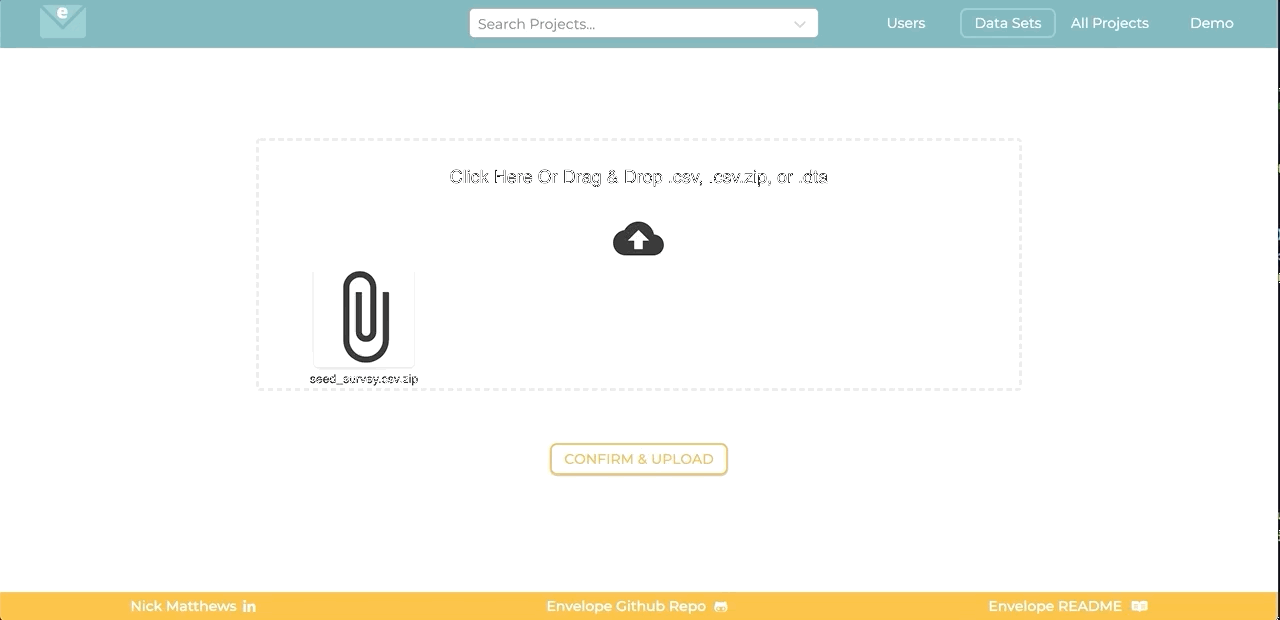 e
Search Projects...
Users
Data Sets
All Projects
Demo
Click Here Or Drag & Drop .csv, .csv.zip, or .dta
seed_survey.csv.zip
CONFIRM & UPLOAD
Nick Matthews in
Envelope Github Repo
Envelope README